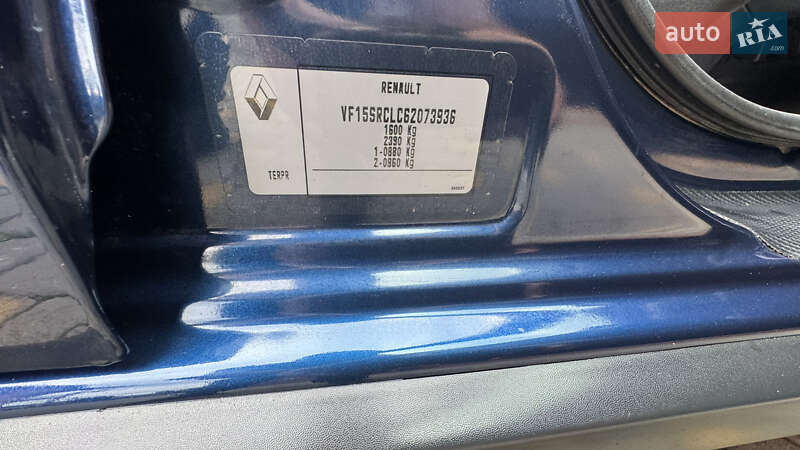 auto RIA
RENAULT
VF15SRCLC62073936
1600 Kg
2390 Kg
1-0880 Kg
2-0860 Kg
TERPR